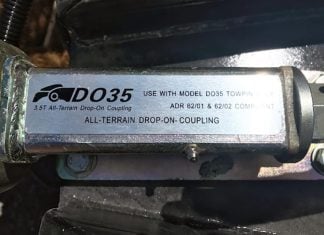 DO35
3.5T All-Terrain Drop-On Coupling
USE WITH MODEL DO35 TOWPIN
ADR 62/01 & 62/02
ALL-TERRAIN DROP-ON-COUPLING